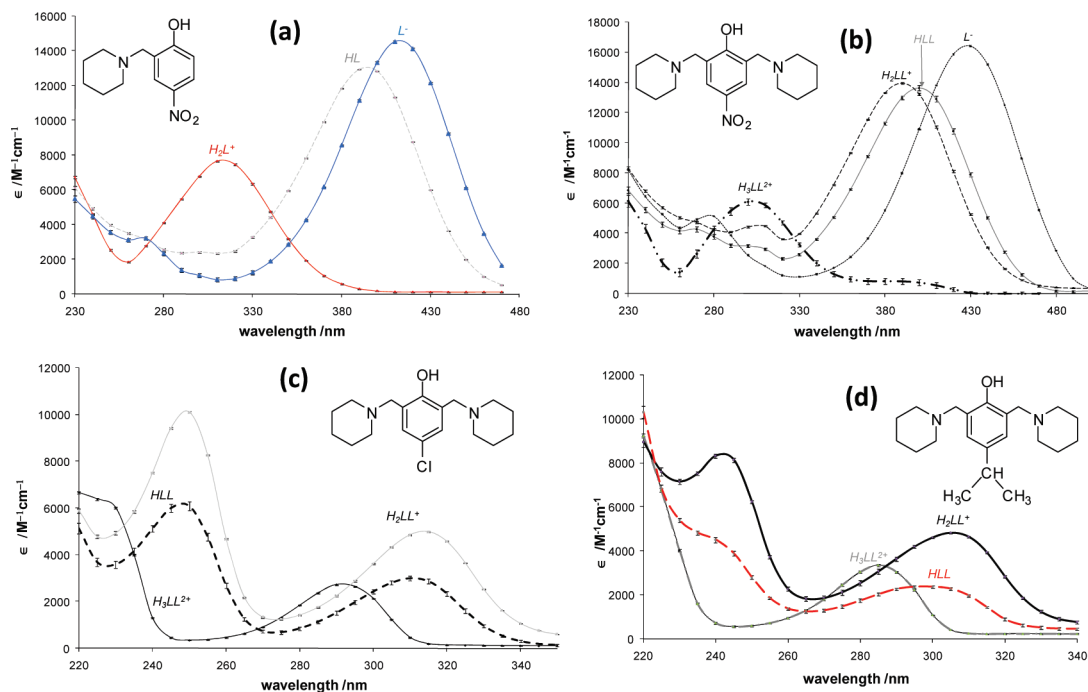 (a)
OH
N
NO₂
H₂L⁺
HL
L⁻
ϵ /M⁻¹cm⁻¹
16000
14000
12000
10000
8000
6000
4000
2000
0
230 280 330 380 430 480
wavelength /nm
(b)
OH
N N
NO₂
H₃LL²⁺
H₂LL⁺
HLL
L⁻
ϵ /M⁻¹cm⁻¹
18000
16000
14000
12000
10000
8000
6000
4000
2000
0
230 280 330 380 430 480
wavelength /nm
(c)
OH
N N
Cl
HLL
H₂LL⁺
H₃LL²⁺
ϵ /M⁻¹cm⁻¹
12000
10000
8000
6000
4000
2000
0
220 240 260 280 300 320 340
wavelength /nm
(d)
OH
N N
CH
H₃C CH₃
H₂LL⁺
H₃LL²⁺
HLL
ϵ /M⁻¹cm⁻¹
12000
10000
8000
6000
4000
2000
0
220 240 260 280 300 320 340
wavelength /nm